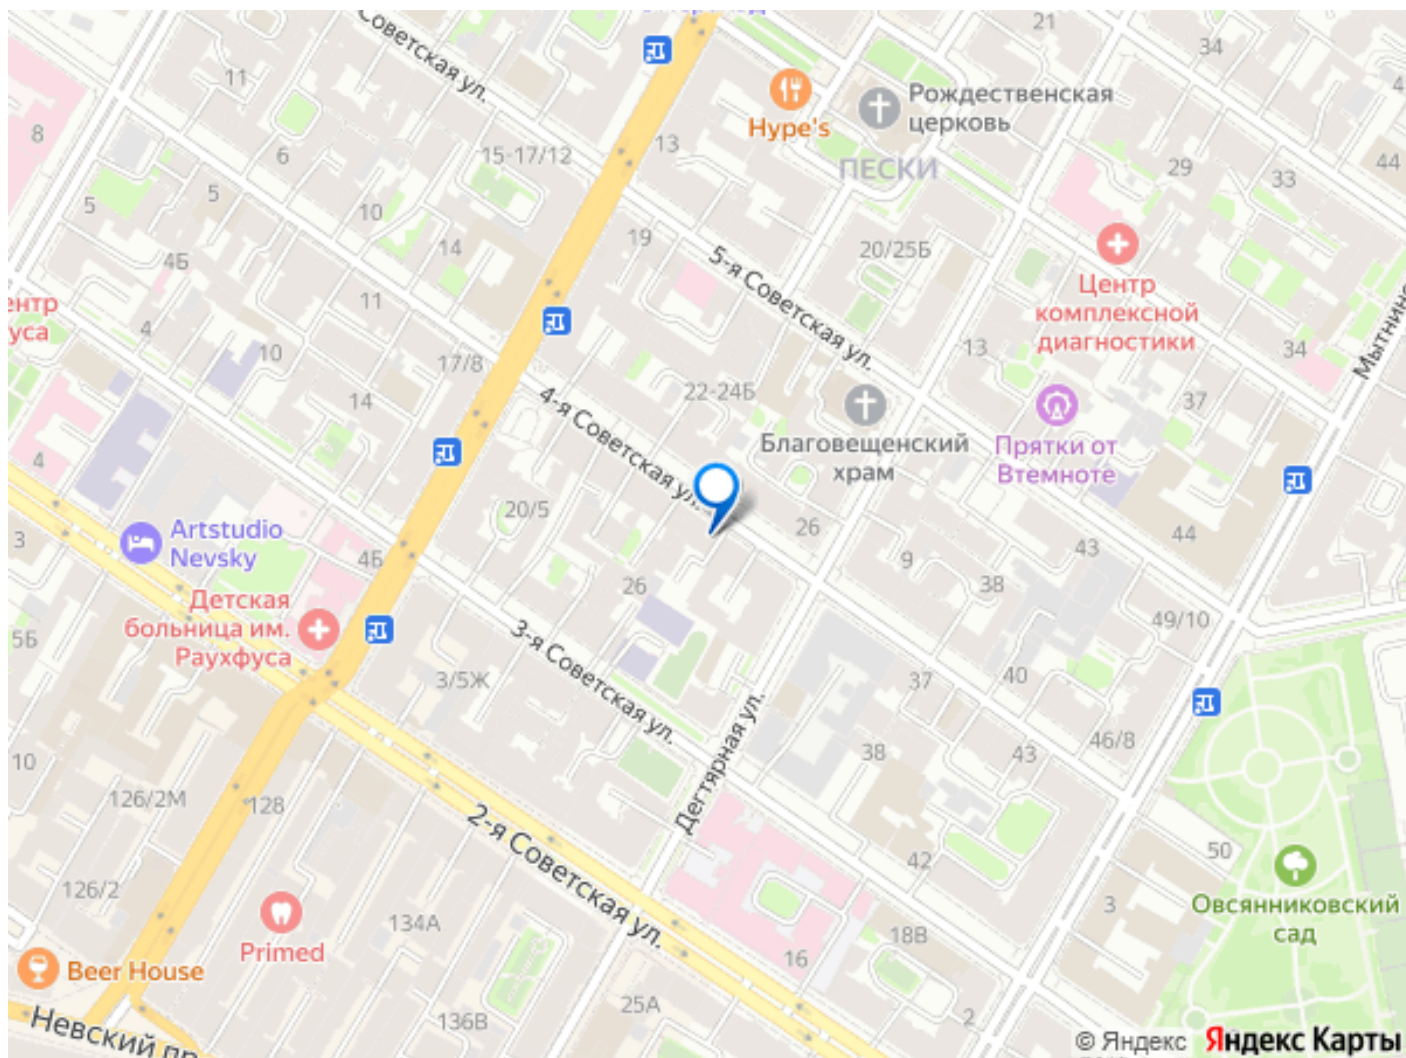 Советская ул.
21
34
4
11
Hype's
Рождественская
церковь
8
13
ПЕСКИ
15-17/12
6
29
33
44
5
5
10
14
19
20/25Б
4Б
5-я Советская ул.
Центр
комплексной
диагностики
11
4
10
17/8
13
34
14
22-24Б
4-я Советская ул.
Благовещенский
храм
Прятки от
Втемноте
37
4
20/5
26
44
43
3
Artstudio
Nevsky
4Б
9
38
26
49/10
Детская
больница им.
Раухфуса
5Б
3-я Советская ул.
3/5Ж
37
40
46/8
43
38
10
126/2М
128
Дегтярная ул.
2-я Советская ул.
42
50
126/2
134А
3
Овсянниковский
сад
Primed
18В
16
Beer House
25А
136В
2
Невский пр
© Яндекс Яндекс Карты